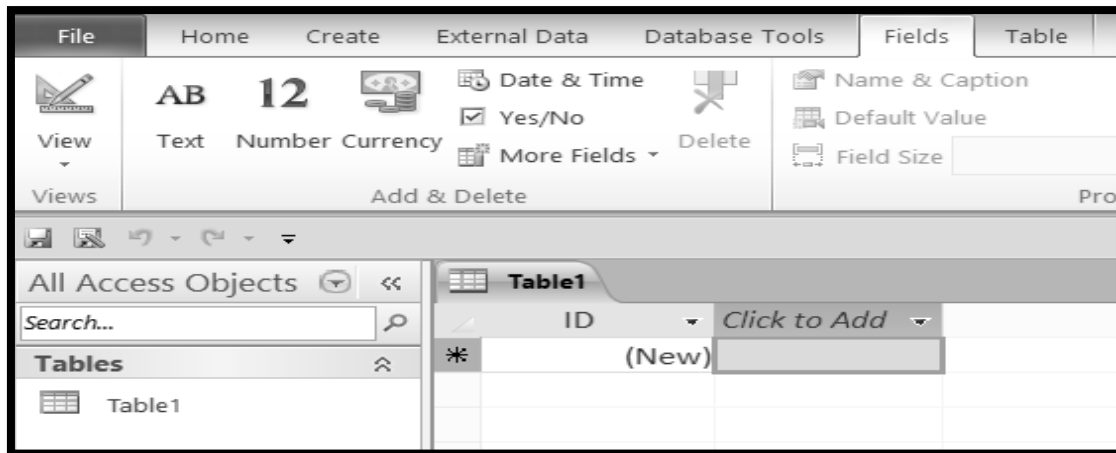 File Home Create External Data Database Tools Fields Table
View
Views
AB 12
Text Number Currency
Date & Time
Yes/No
More Fields
Delete
Add & Delete
Name & Caption
Default Value
Field Size
Pro
All Access Objects
Search...
Tables
Table1
Table1
ID Click to Add
(New)